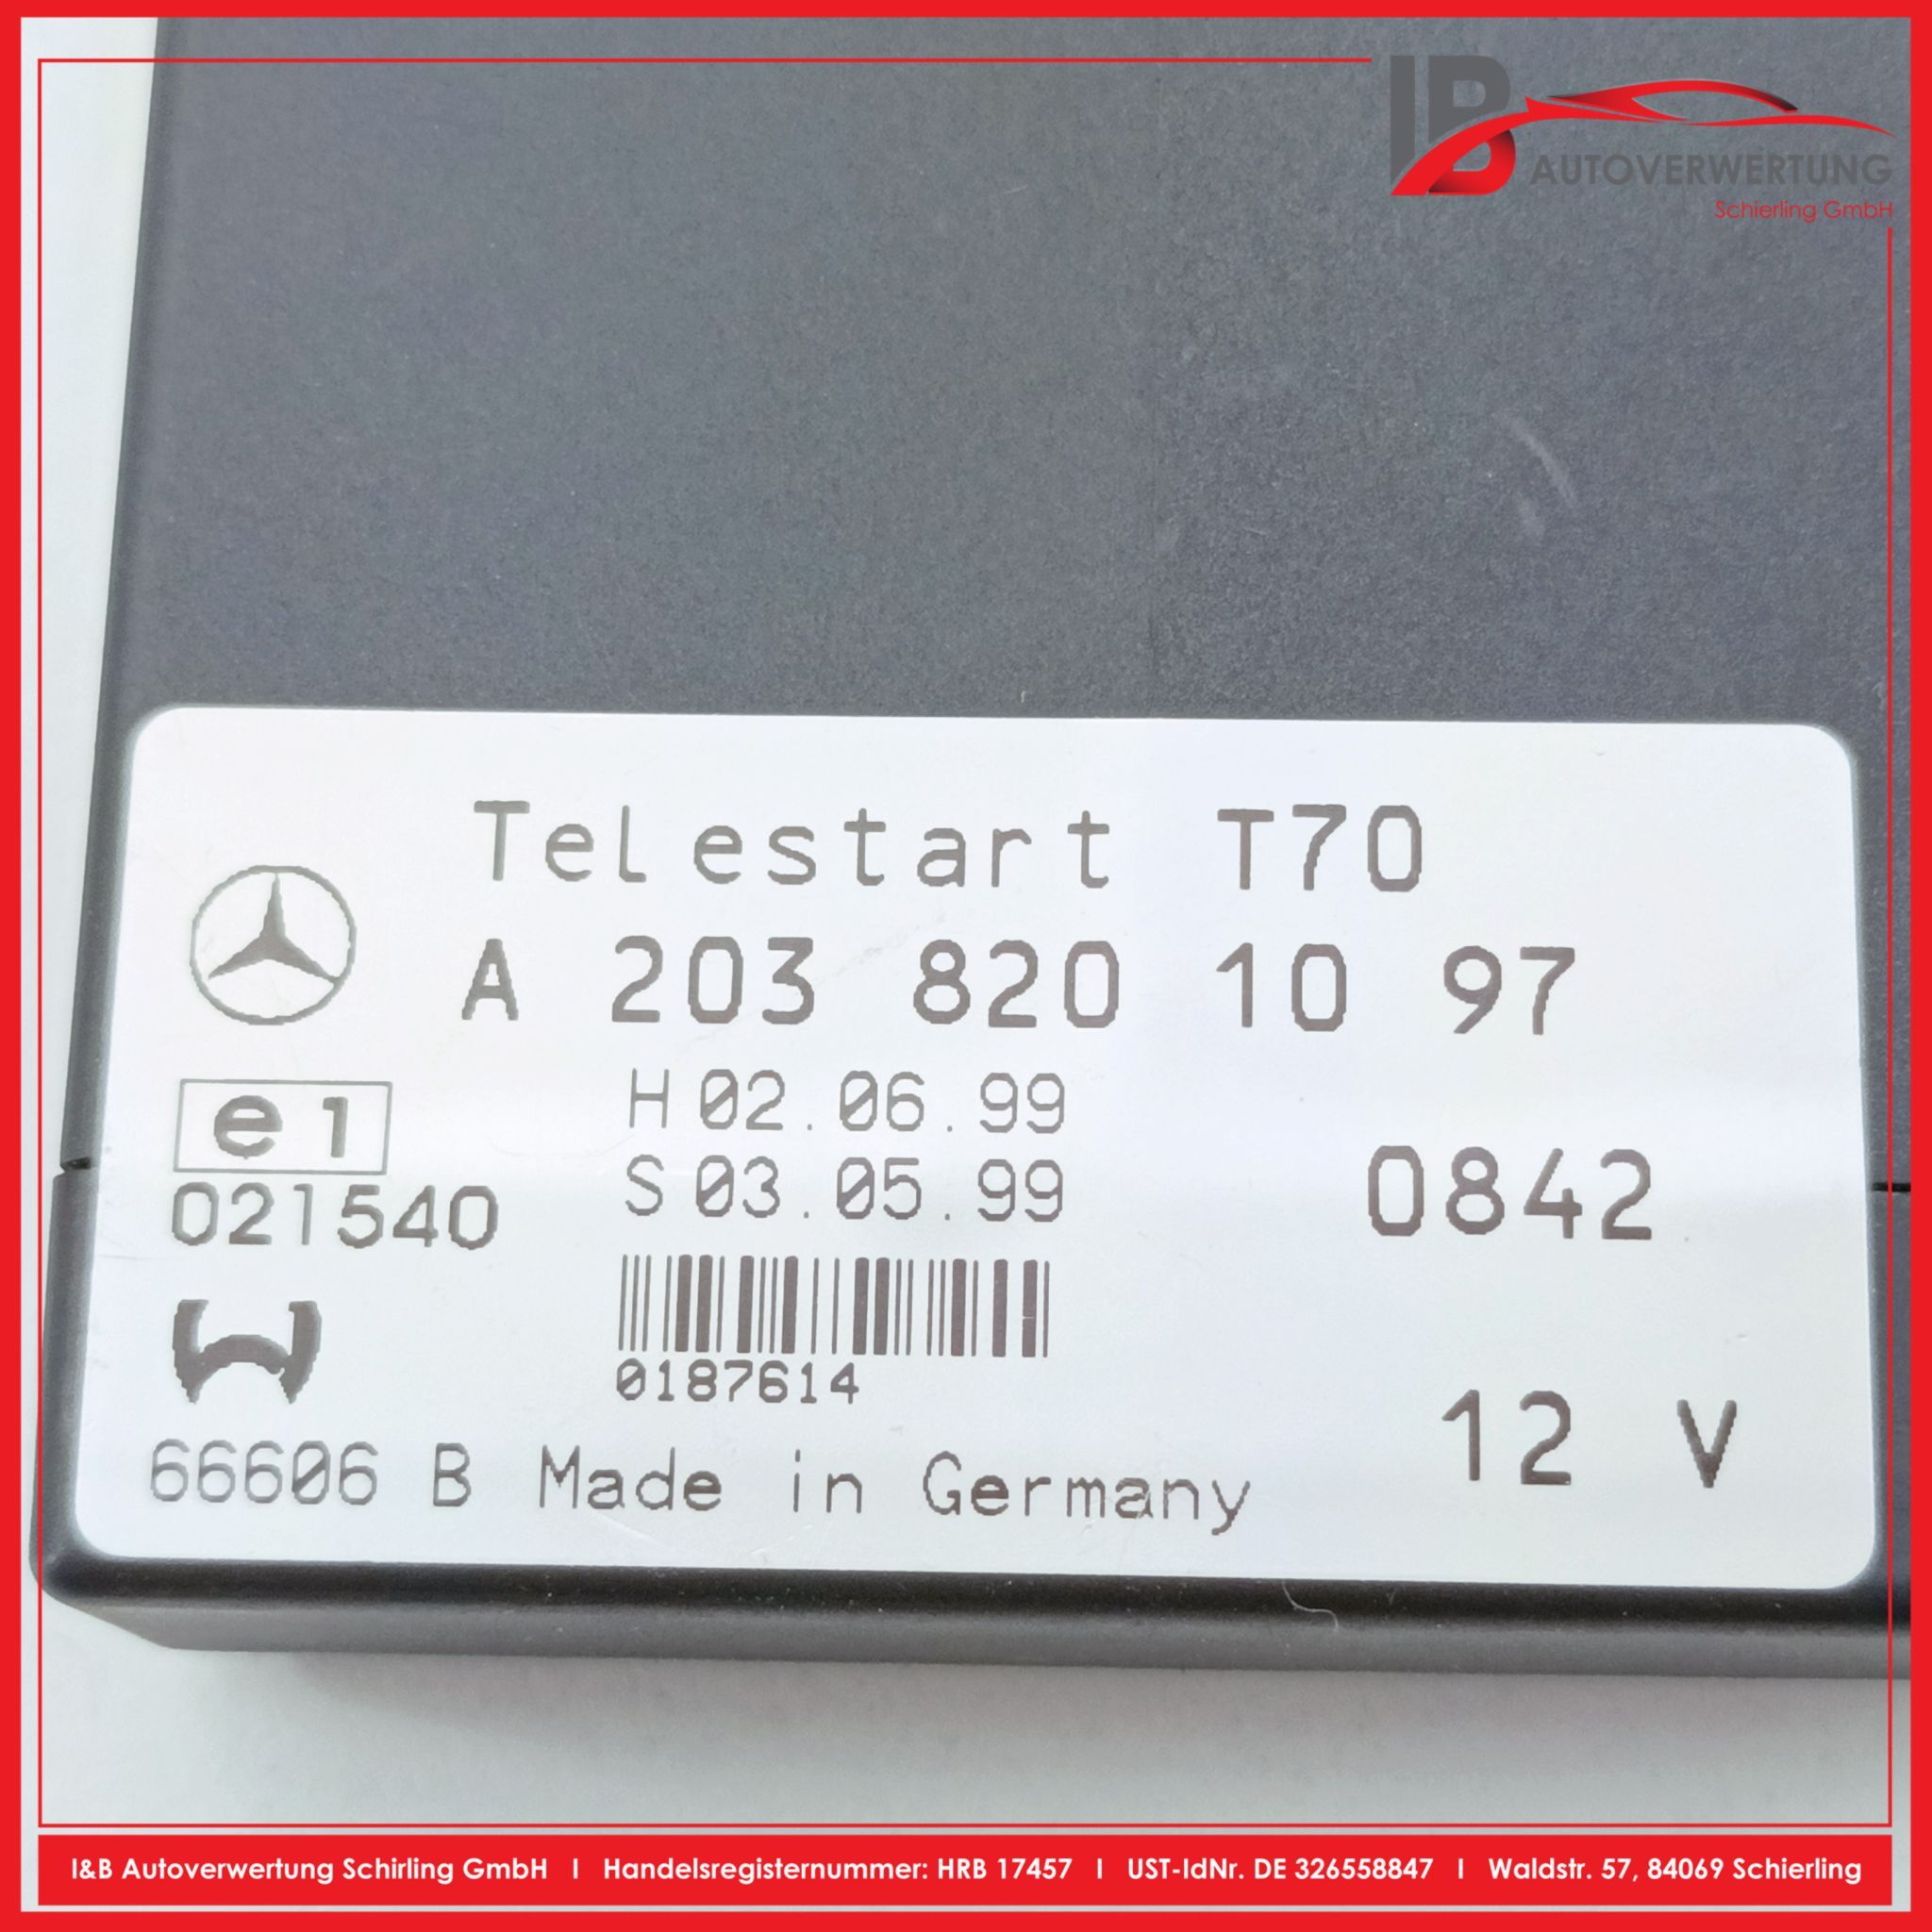 IB
AUTOVERWERTUNG
Schierling GmbH
Telestart T70
A 203 820 10 97
e1
H 02.06.99
S 03.05.99
0842
021540
0187614
12 V
66606 B Made in Germany
I&B Autoverwertung Schirling GmbH I Handelsregisternummer: HRB 17457 I UST-IdNr. DE 326558847 I Waldstr. 57, 84069 Schierling